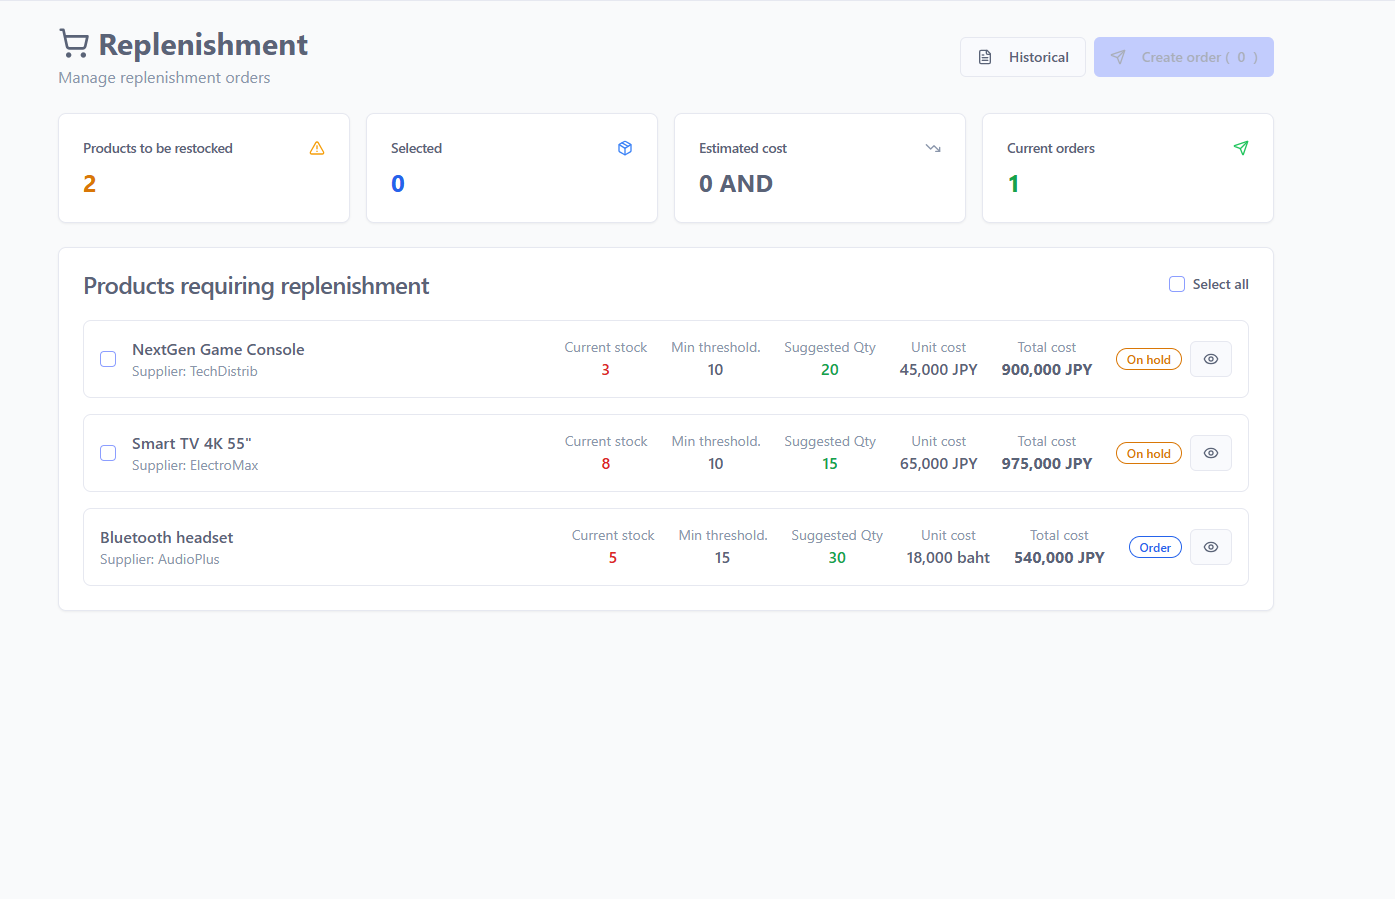 Replenishment
Manage replenishment orders
Historical
Create order ( 0 )
Products to be restocked
2
Selected
0
Estimated cost
0 AND
Current orders
1
Products requiring replenishment
Select all
NextGen Game Console
Supplier: TechDistrib
Current stock
3
Min threshold.
10
Suggested Qty
20
Unit cost
45,000 JPY
Total cost
900,000 JPY
On hold
Smart TV 4K 55"
Supplier: ElectroMax
Current stock
8
Min threshold.
10
Suggested Qty
15
Unit cost
65,000 JPY
Total cost
975,000 JPY
On hold
Bluetooth headset
Supplier: AudioPlus
Current stock
5
Min threshold.
15
Suggested Qty
30
Unit cost
18,000 baht
Total cost
540,000 JPY
Order